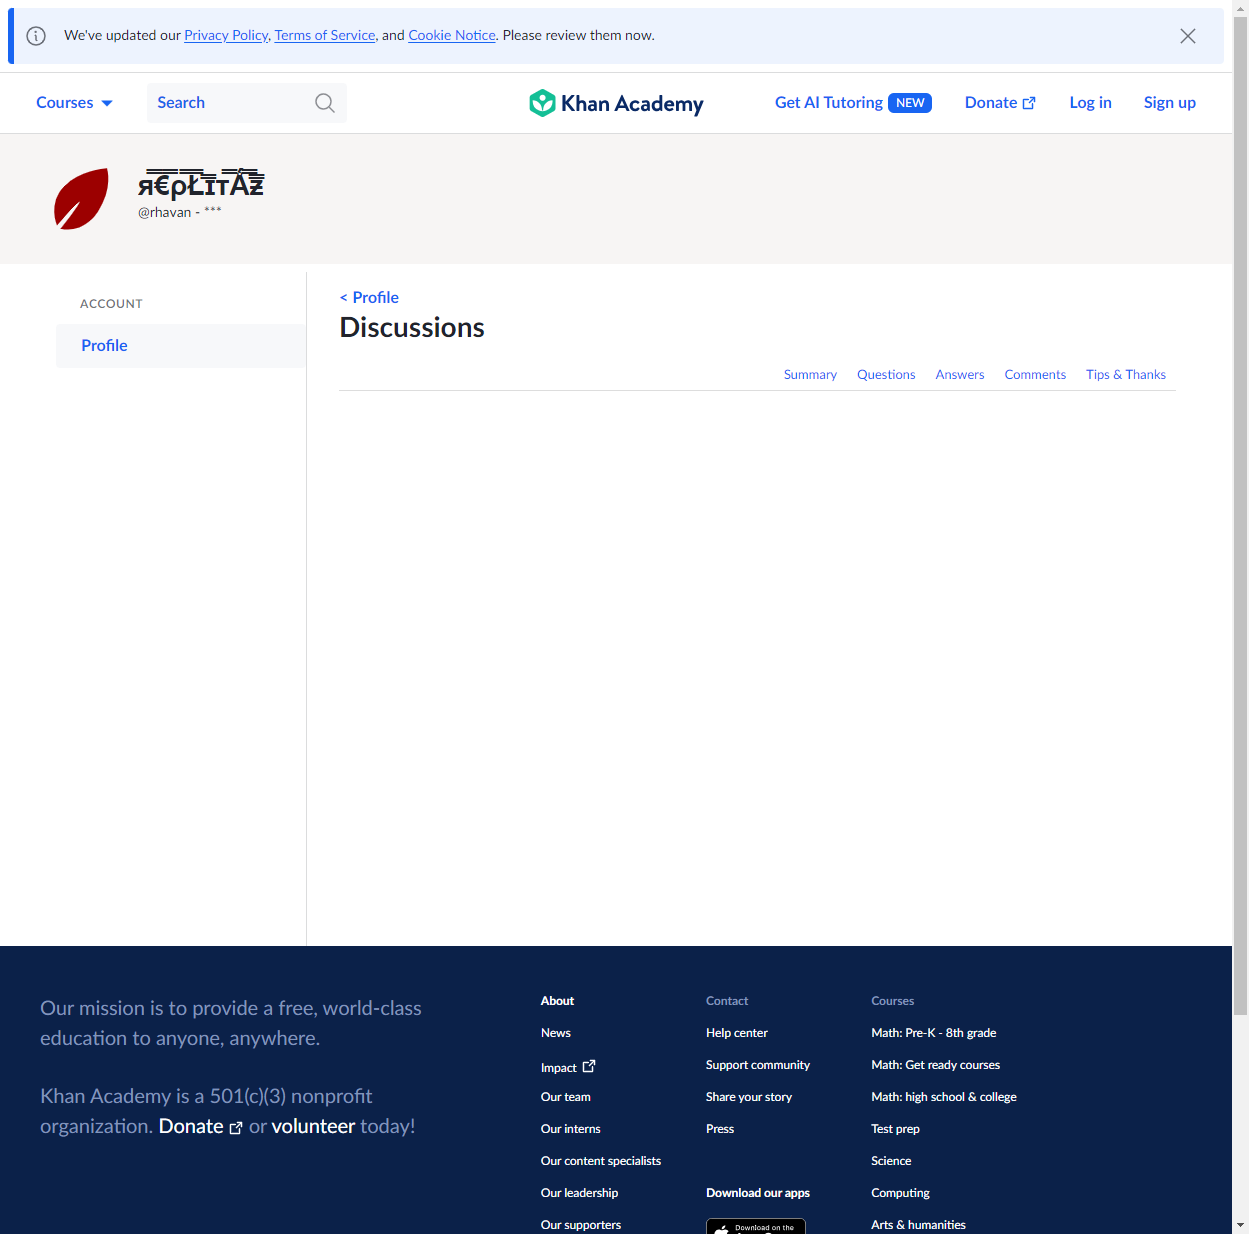 We've updated our Privacy Policy, Terms of Service, and Cookie Notice. Please review them now.
Courses
Search
Khan Academy
Get AI Tutoring NEW
Donate
Log in
Sign up
@rhavan - ***
ACCOUNT
Profile
< Profile
Discussions
Summary
Questions
Answers
Comments
Tips & Thanks
Our mission is to provide a free, world-class
education to anyone, anywhere.
Khan Academy is a 501(c)(3) nonprofit
organization. Donate or volunteer today!
About
News
Impact
Our team
Our interns
Our content specialists
Our leadership
Our supporters
Contact
Help center
Support community
Share your story
Press
Download our apps
Download on the
Courses
Math: Pre-K - 8th grade
Math: Get ready courses
Math: high school & college
Test prep
Science
Computing
Arts & humanities